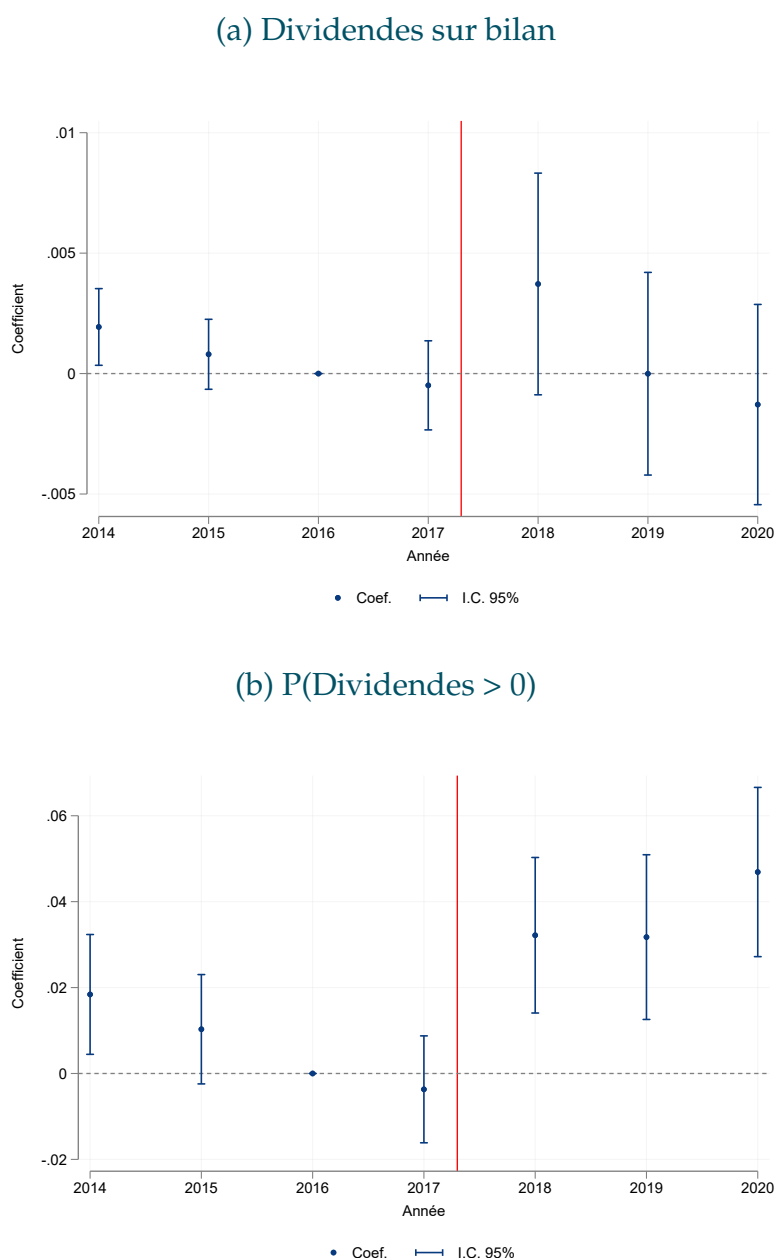 (a) Dividendes sur bilan
.01
.005
0
-.005
Coefficient
2014 2015 2016 2017 2018 2019 2020
Année
Coef. I.C. 95%
(b) P(Dividendes > 0)
.06
.04
.02
0
-.02
Coefficient
2014 2015 2016 2017 2018 2019 2020
Année
Coef. I.C. 95%